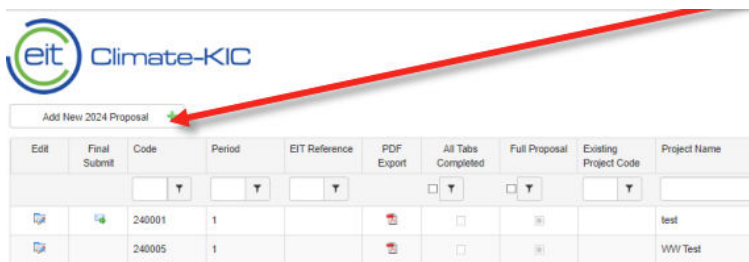 eit Climate-KIC
Add New 2024 Proposal
Edit Final Submit Code Period EIT Reference PDF Export All Tabs Completed Full Proposal Existing Project Code Project Name
240001 1 test
240005 1 WW Test